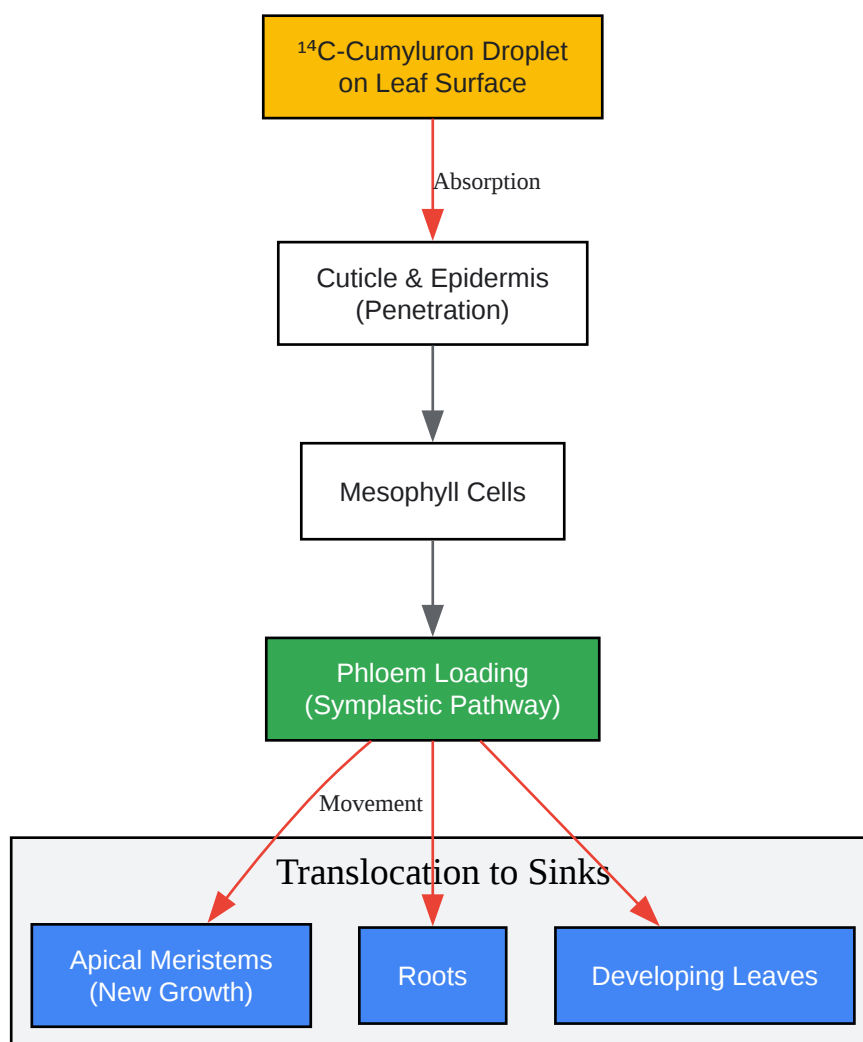 ¹⁴C-Cumyluron Droplet
on Leaf Surface
Absorption
Cuticle & Epidermis
(Penetration)
Mesophyll Cells
Phloem Loading
(Symplastic Pathway)
Movement
Translocation to Sinks
Apical Meristems
(New Growth)
Roots
Developing Leaves